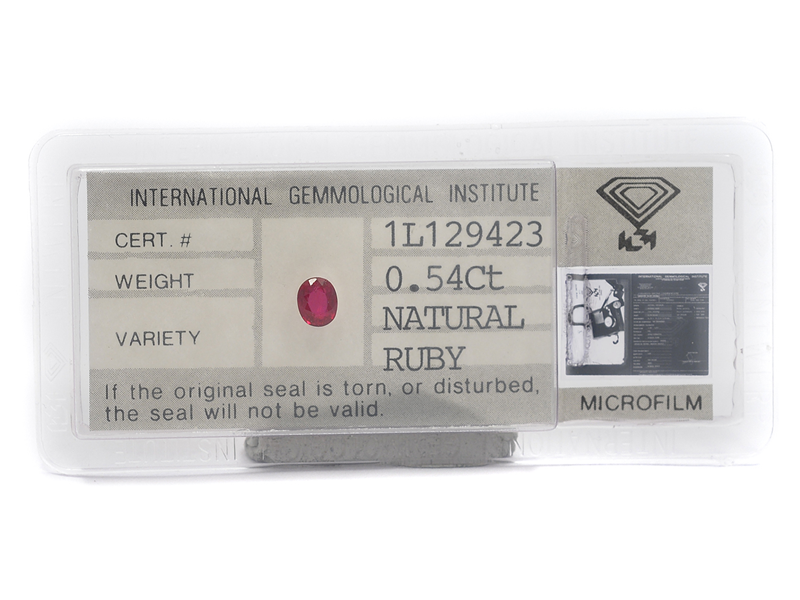 INTERNATIONAL GEMMOLOGICAL INSTITUTE
CERT. # 1L129423
WEIGHT 0.54Ct
VARIETY NATURAL
RUBY
If the original seal is torn, or disturbed,
the seal will not be valid.
MICROFILM